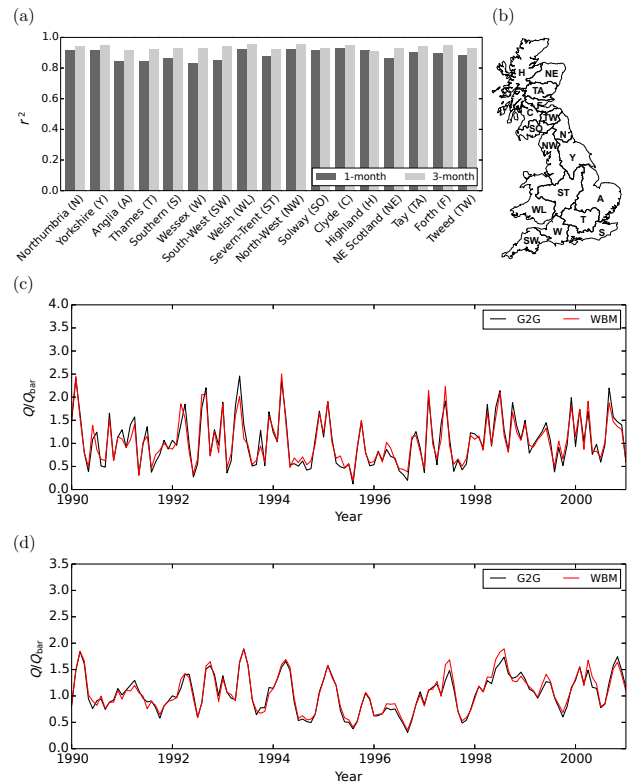 (a)
1.0
0.8
0.6
0.4
0.2
0.0
r²
1-month
3-month
Northumbria (N)
Yorkshire (Y)
Anglia (A)
Thames (T)
Southern (S)
Wessex (W)
South-West (SW)
Welsh (WL)
Severn-Trent (ST)
North-West (NW)
Solway (SO)
Clyde (C)
Highland (H)
NE Scotland (NE)
Tay (TA)
Forth (F)
Tweed (TW)
(b)
H
NE
TA
F
C
TW
SO
N
NW
Y
ST
A
WL
T
W
S
SW
(c)
4.0
3.5
3.0
2.5
2.0
1.5
1.0
0.5
0.0
Q/Qbar
G2G
WBM
1990
1992
1994
1996
1998
2000
Year
(d)
3.5
3.0
2.5
2.0
1.5
1.0
0.5
0.0
Q/Qbar
G2G
WBM
1990
1992
1994
1996
1998
2000
Year